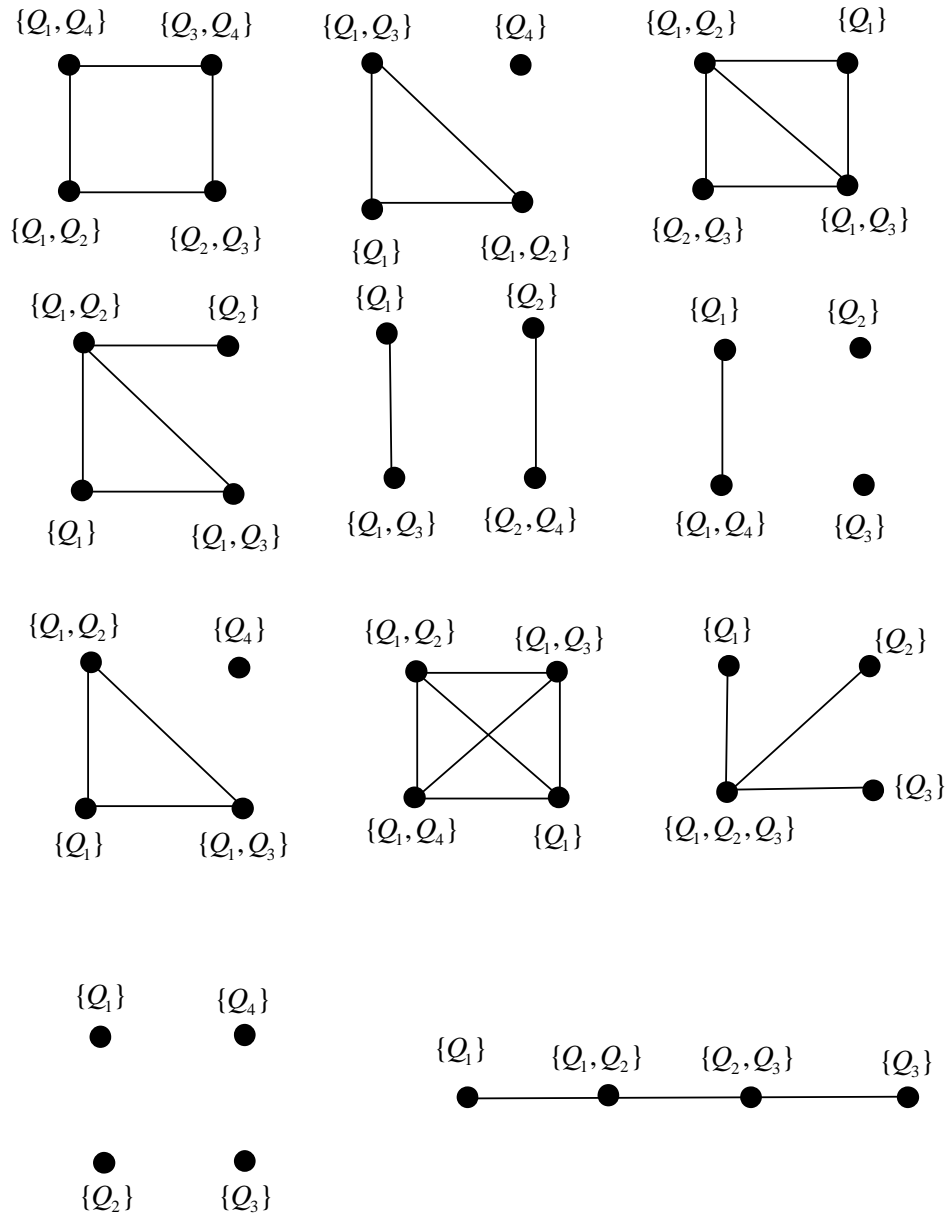 {Q₁,Q₄} {Q₃,Q₄} {Q₁,Q₃} {Q₄} {Q₁,Q₂} {Q₁}
{Q₁,Q₂} {Q₂,Q₃} {Q₁} {Q₁,Q₂} {Q₂,Q₃} {Q₁,Q₃}
{Q₁,Q₂} {Q₂} {Q₁} {Q₂} {Q₁} {Q₂}
{Q₁} {Q₁,Q₃} {Q₁,Q₃} {Q₂,Q₄} {Q₁,Q₄} {Q₃}
{Q₁,Q₂} {Q₄} {Q₁,Q₂} {Q₁,Q₃} {Q₁} {Q₂}
{Q₃}
{Q₁} {Q₁,Q₃} {Q₁,Q₄} {Q₁} {Q₁,Q₂,Q₃}
{Q₁} {Q₄}
{Q₁} {Q₁,Q₂} {Q₂,Q₃} {Q₃}
{Q₂} {Q₃}